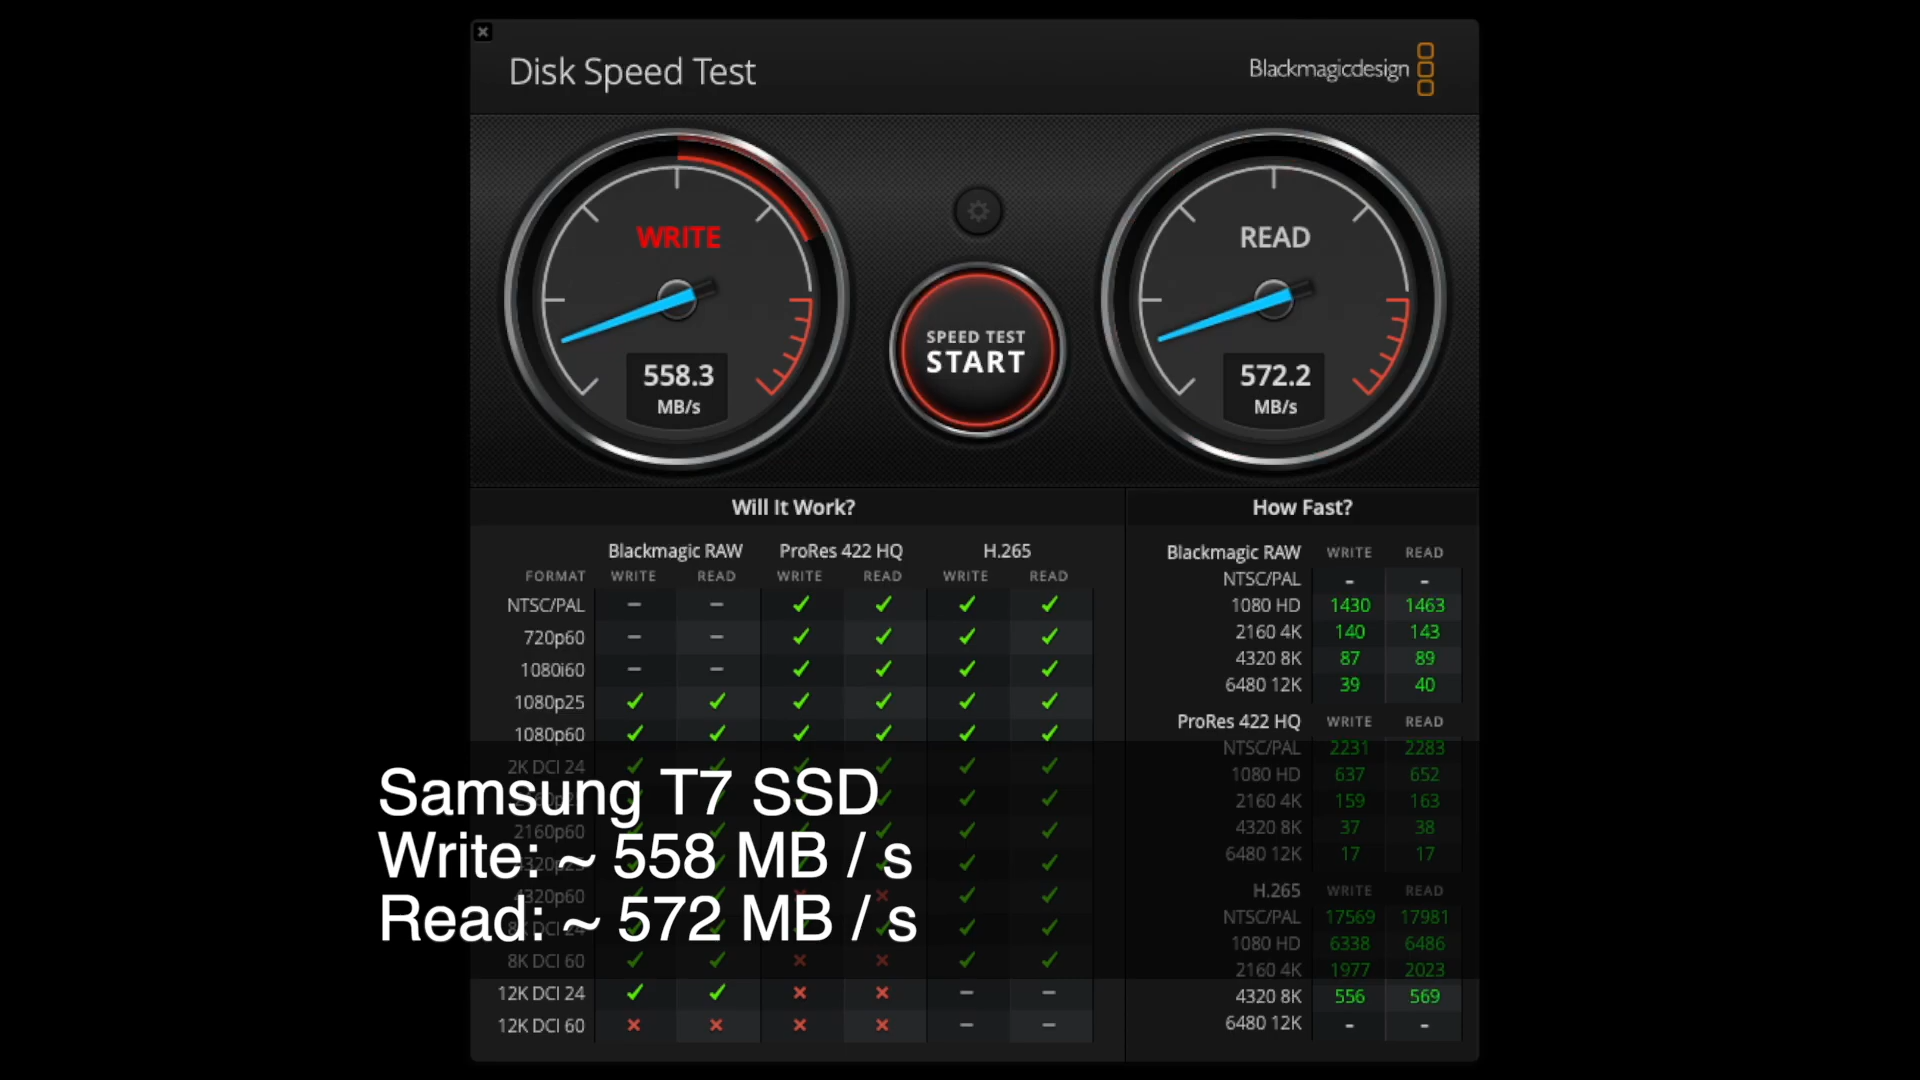 Disk Speed Test
Blackmagicdesign
WRITE
558.3
MB/s
SPEED TEST
START
READ
572.2
MB/s
Will It Work?
Blackmagic RAW ProRes 422 HQ H.265
FORMAT WRITE READ WRITE READ WRITE READ
NTSC/PAL – – ✓ ✓ ✓ ✓
720p60 – – ✓ ✓ ✓ ✓
1080i60 – – ✓ ✓ ✓ ✓
1080p25 ✓ ✓ ✓ ✓ ✓ ✓
1080p60 ✓ ✓ ✓ ✓ ✓ ✓
2K DCI 24
2160p60
4320p60
8K DCI 24
8K DCI 60 ✓ ✓ × × ✓ ✓
12K DCI 24 ✓ ✓ × × – –
12K DCI 60 × × × × – –
How Fast?
Blackmagic RAW WRITE READ
NTSC/PAL - -
1080 HD 1430 1463
2160 4K 140 143
4320 8K 87 89
6480 12K 39 40
ProRes 422 HQ WRITE READ
NTSC/PAL 2231 2283
1080 HD 637 652
2160 4K 159 163
4320 8K 37 38
6480 12K 17 17
H.265 WRITE READ
NTSC/PAL 17569 17981
1080 HD 6338 6486
2160 4K 1977 2023
4320 8K 556 569
6480 12K - -
Samsung T7 SSD
Write: ~ 558 MB / s
Read: ~ 572 MB / s